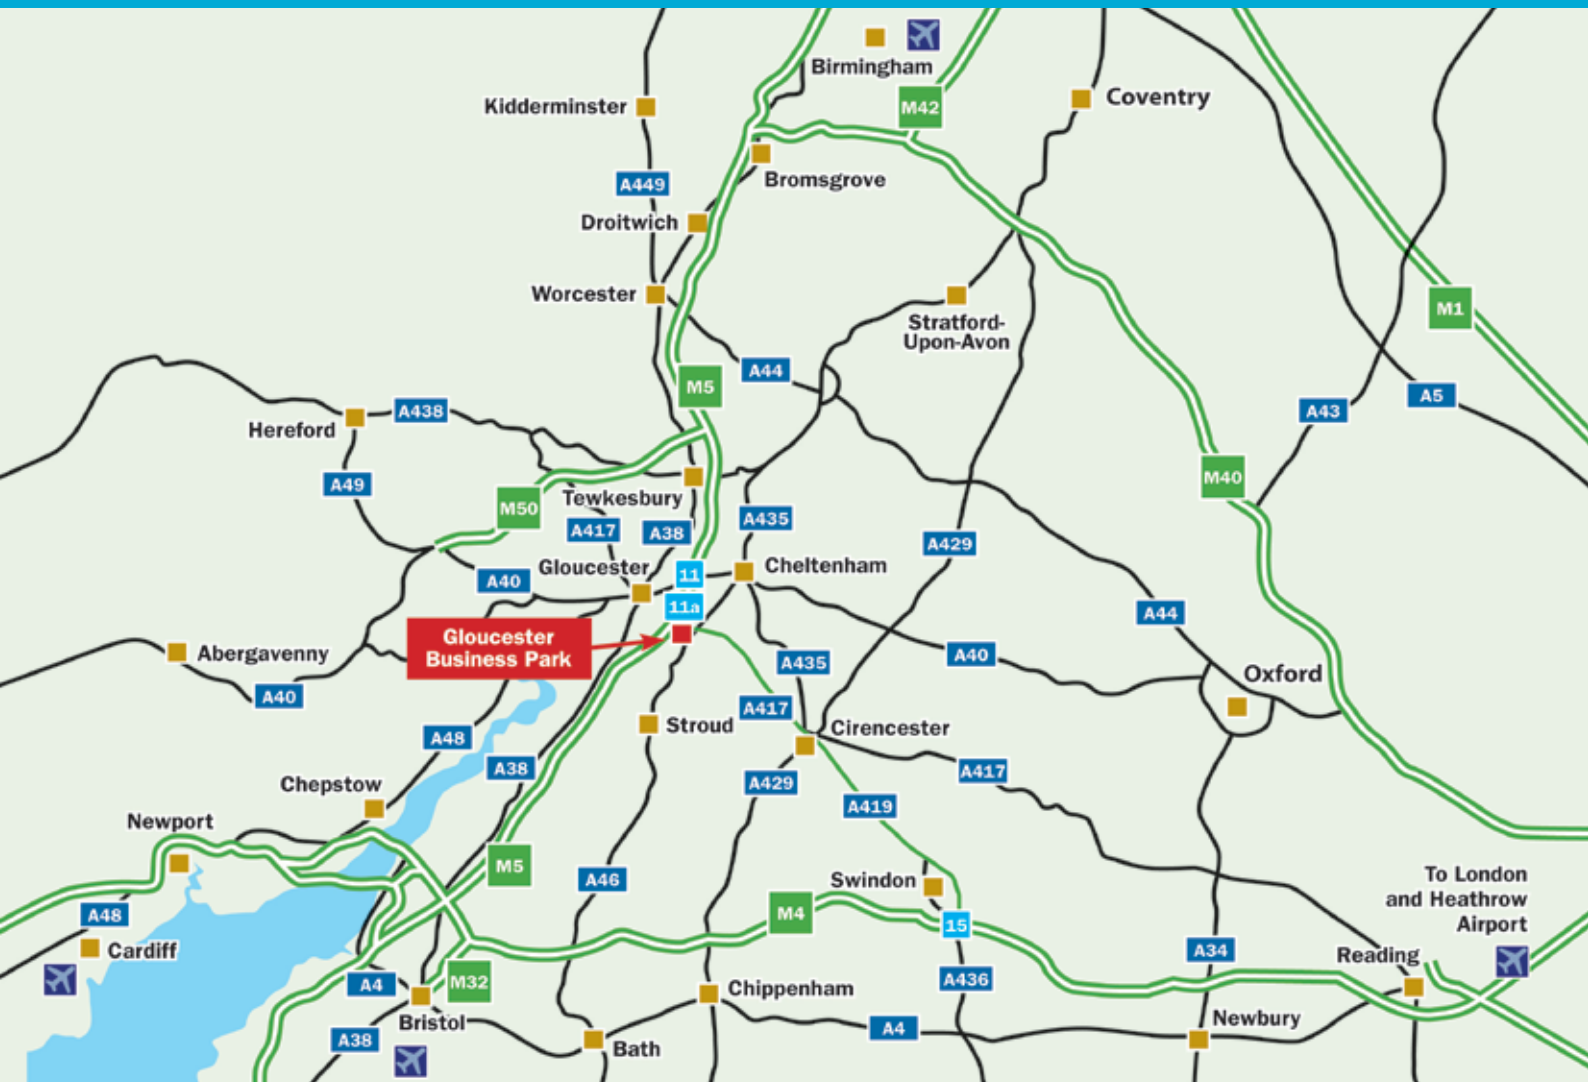 Birmingham
M42
Kidderminster
Coventry
A449
Bromsgrove
Droitwich
Worcester
Stratford-
Upon-Avon
M1
A44
M5
A5
A43
Hereford
A438
M40
A49
M50
Tewkesbury
A417
A38
A435
A429
Gloucester
11
Cheltenham
A40
11a
A44
Gloucester
Business Park
Abergavenny
A40
A435
A40
Oxford
A417
Stroud
Cirencester
A48
A38
A429
A417
Chepstow
A419
Newport
M5
A46
Swindon
To London
and Heathrow
Airport
A48
M4
15
Cardiff
A34
Reading
A4
M32
A436
Chippenham
Bristol
A38
A4
Newbury
Bath